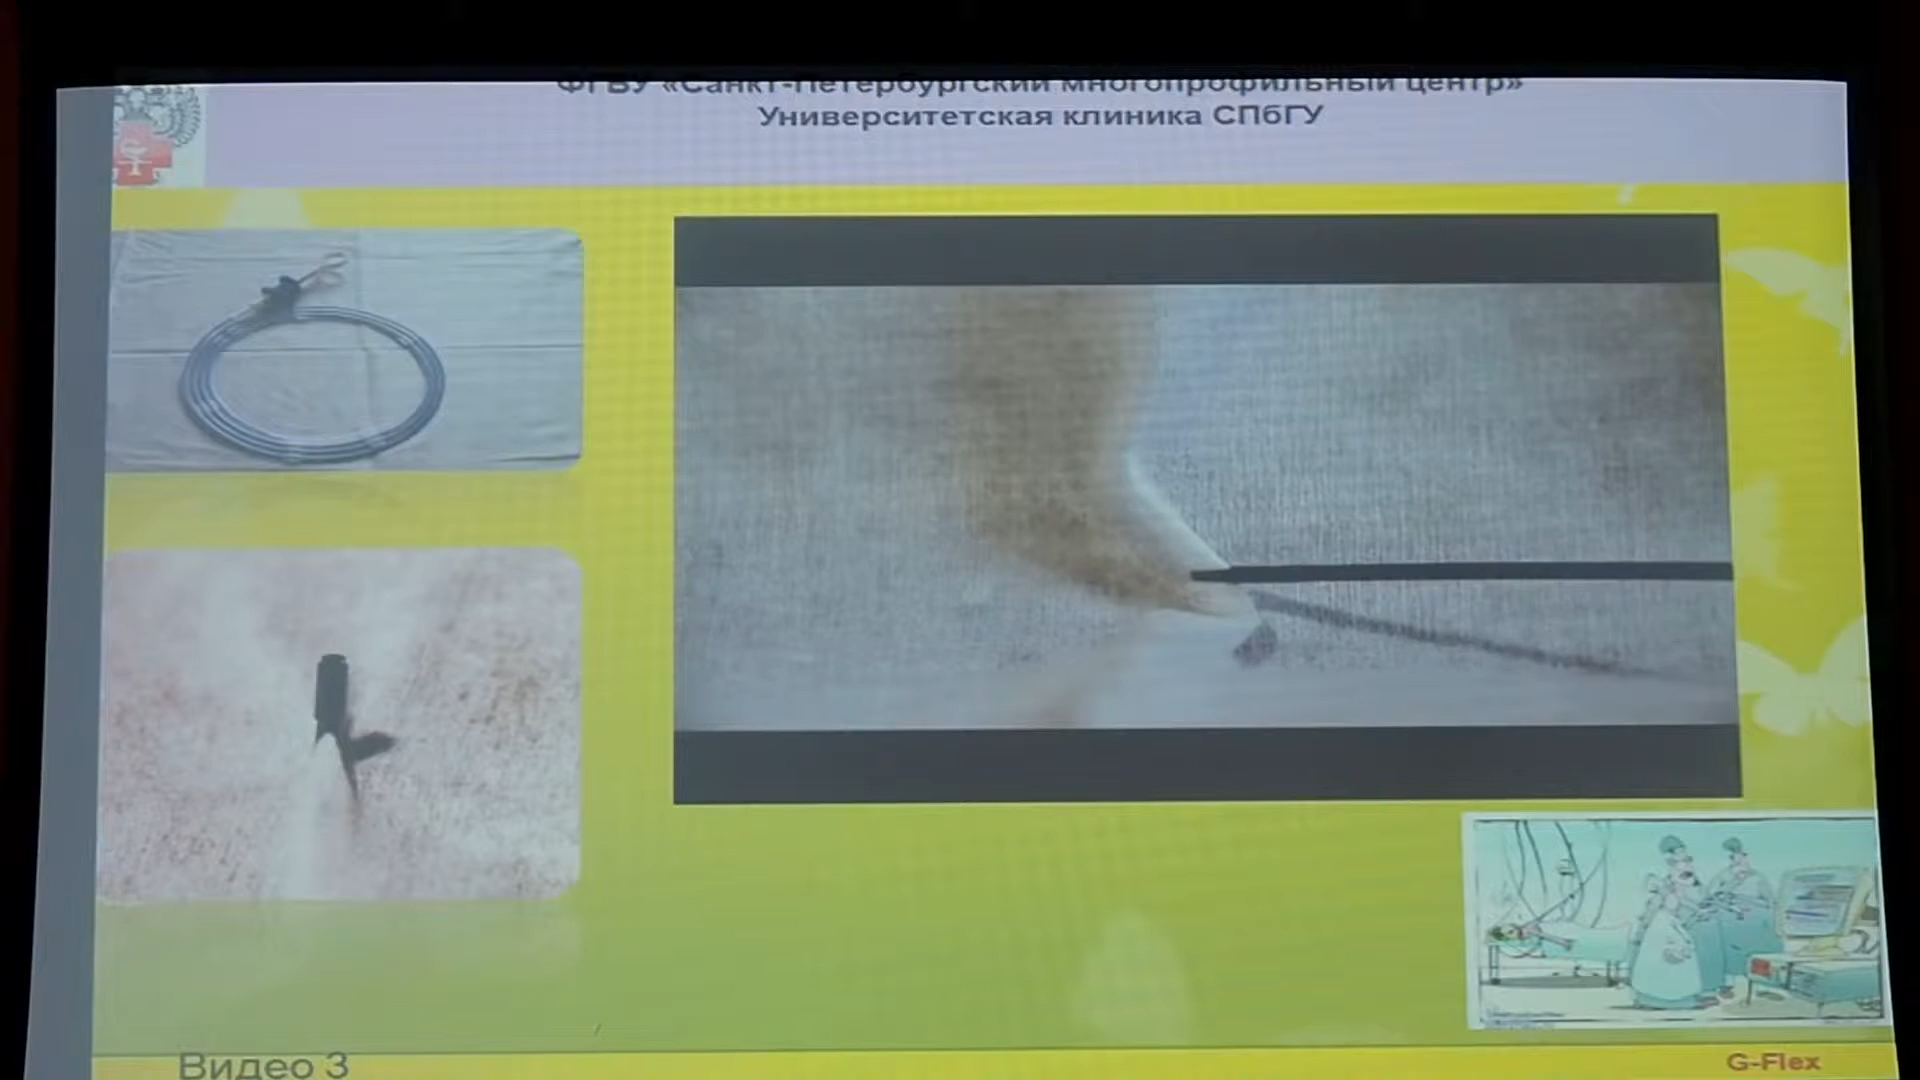 ФГБУ «Санкт-Петербургский многопрофильный центр»
Университетская клиника СПбГУ
Видео 3
G-Flex